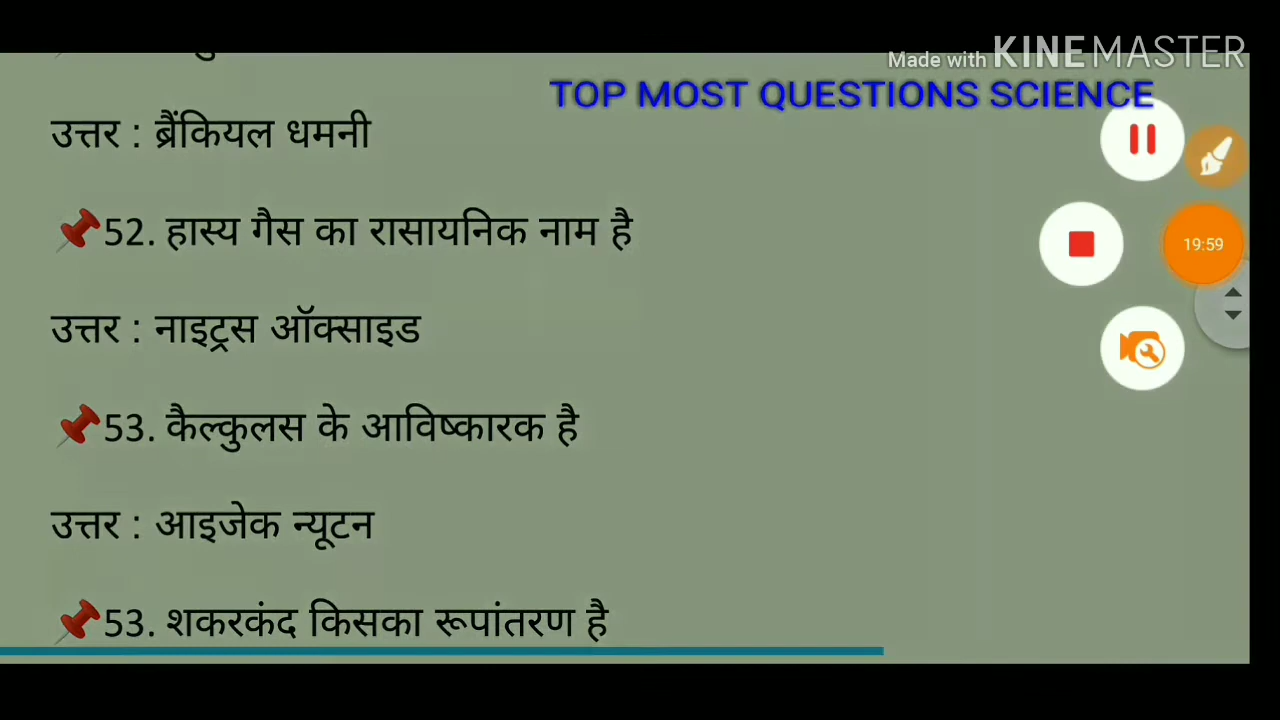 Made with KINEMASTER
TOP MOST QUESTIONS SCIENCE
उत्तर : ब्रैंकियल धमनी
📌52. हास्य गैस का रासायनिक नाम है
19:59
उत्तर : नाइट्रस ऑक्साइड
📌53. कैल्कुलस के आविष्कारक है
उत्तर : आइजेक न्यूटन
📌53. शकरकंद किसका रूपांतरण है